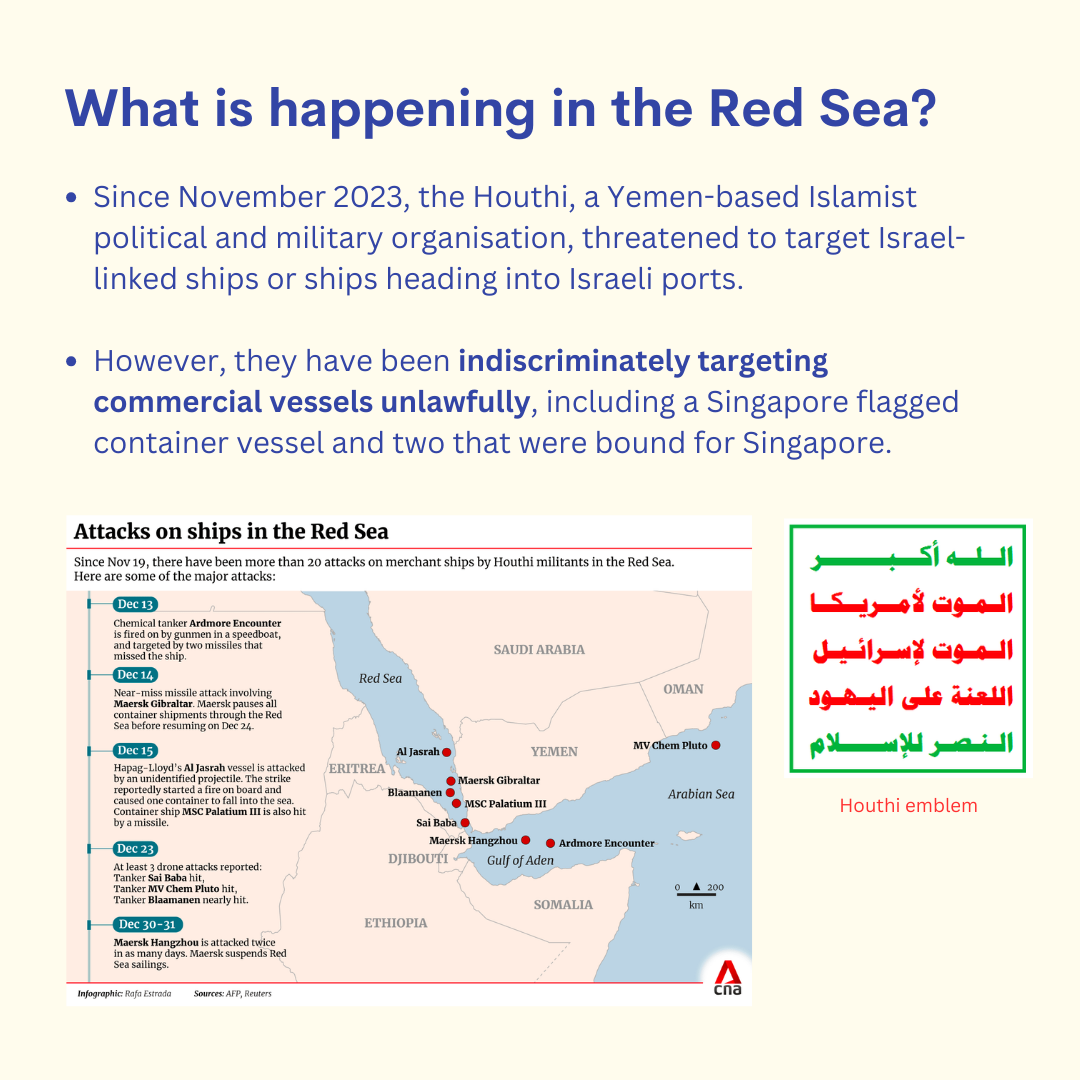 What is happening in the Red Sea?
• Since November 2023, the Houthi, a Yemen-based Islamist
political and military organisation, threatened to target Israel-
linked ships or ships heading into Israeli ports.
• However, they have been indiscriminately targeting
commercial vessels unlawfully, including a Singapore flagged
container vessel and two that were bound for Singapore.
Attacks on ships in the Red Sea
Since Nov 19, there have been more than 20 attacks on merchant ships by Houthi militants in the Red Sea.
Here are some of the major attacks:
Dec 13
Chemical tanker Ardmore Encounter
is fired on by gunmen in a speedboat,
and targeted by two missiles that
missed the ship.
Dec 14
Near-miss missile attack involving
Maersk Gibraltar. Maersk pauses all
container shipments through the Red
Sea before resuming on Dec 24.
Dec 15
Hapag-Lloyd's Al Jasrah vessel is attacked
by an unidentified projectile. The strike
reportedly started a fire on board and
caused one container to fall into the sea.
Container ship MSC Palatium III is also hit
by a missile.
Dec 23
At least 3 drone attacks reported:
Tanker Sai Baba hit,
Tanker MV Chem Pluto hit,
Tanker Blaamanen nearly hit.
Dec 30-31
Maersk Hangzhou is attacked twice
in as many days. Maersk suspends Red
Sea sailings.
SAUDI ARABIA
Red Sea
OMAN
Al Jasrah
YEMEN
MV Chem Pluto
ERITREA
Maersk Gibraltar
Blaamanen
Arabian Sea
MSC Palatium III
Sai Baba
Maersk Hangzhou
Ardmore Encounter
DJIBOUTI
Gulf of Aden
0 200
km
SOMALIA
ETHIOPIA
cna
Infographic: Rafa Estrada Sources: AFP, Reuters
الله أكبر
الموت لأمريكا
الموت لإسرائيل
اللعنة على اليهود
النصر للإسلام
Houthi emblem